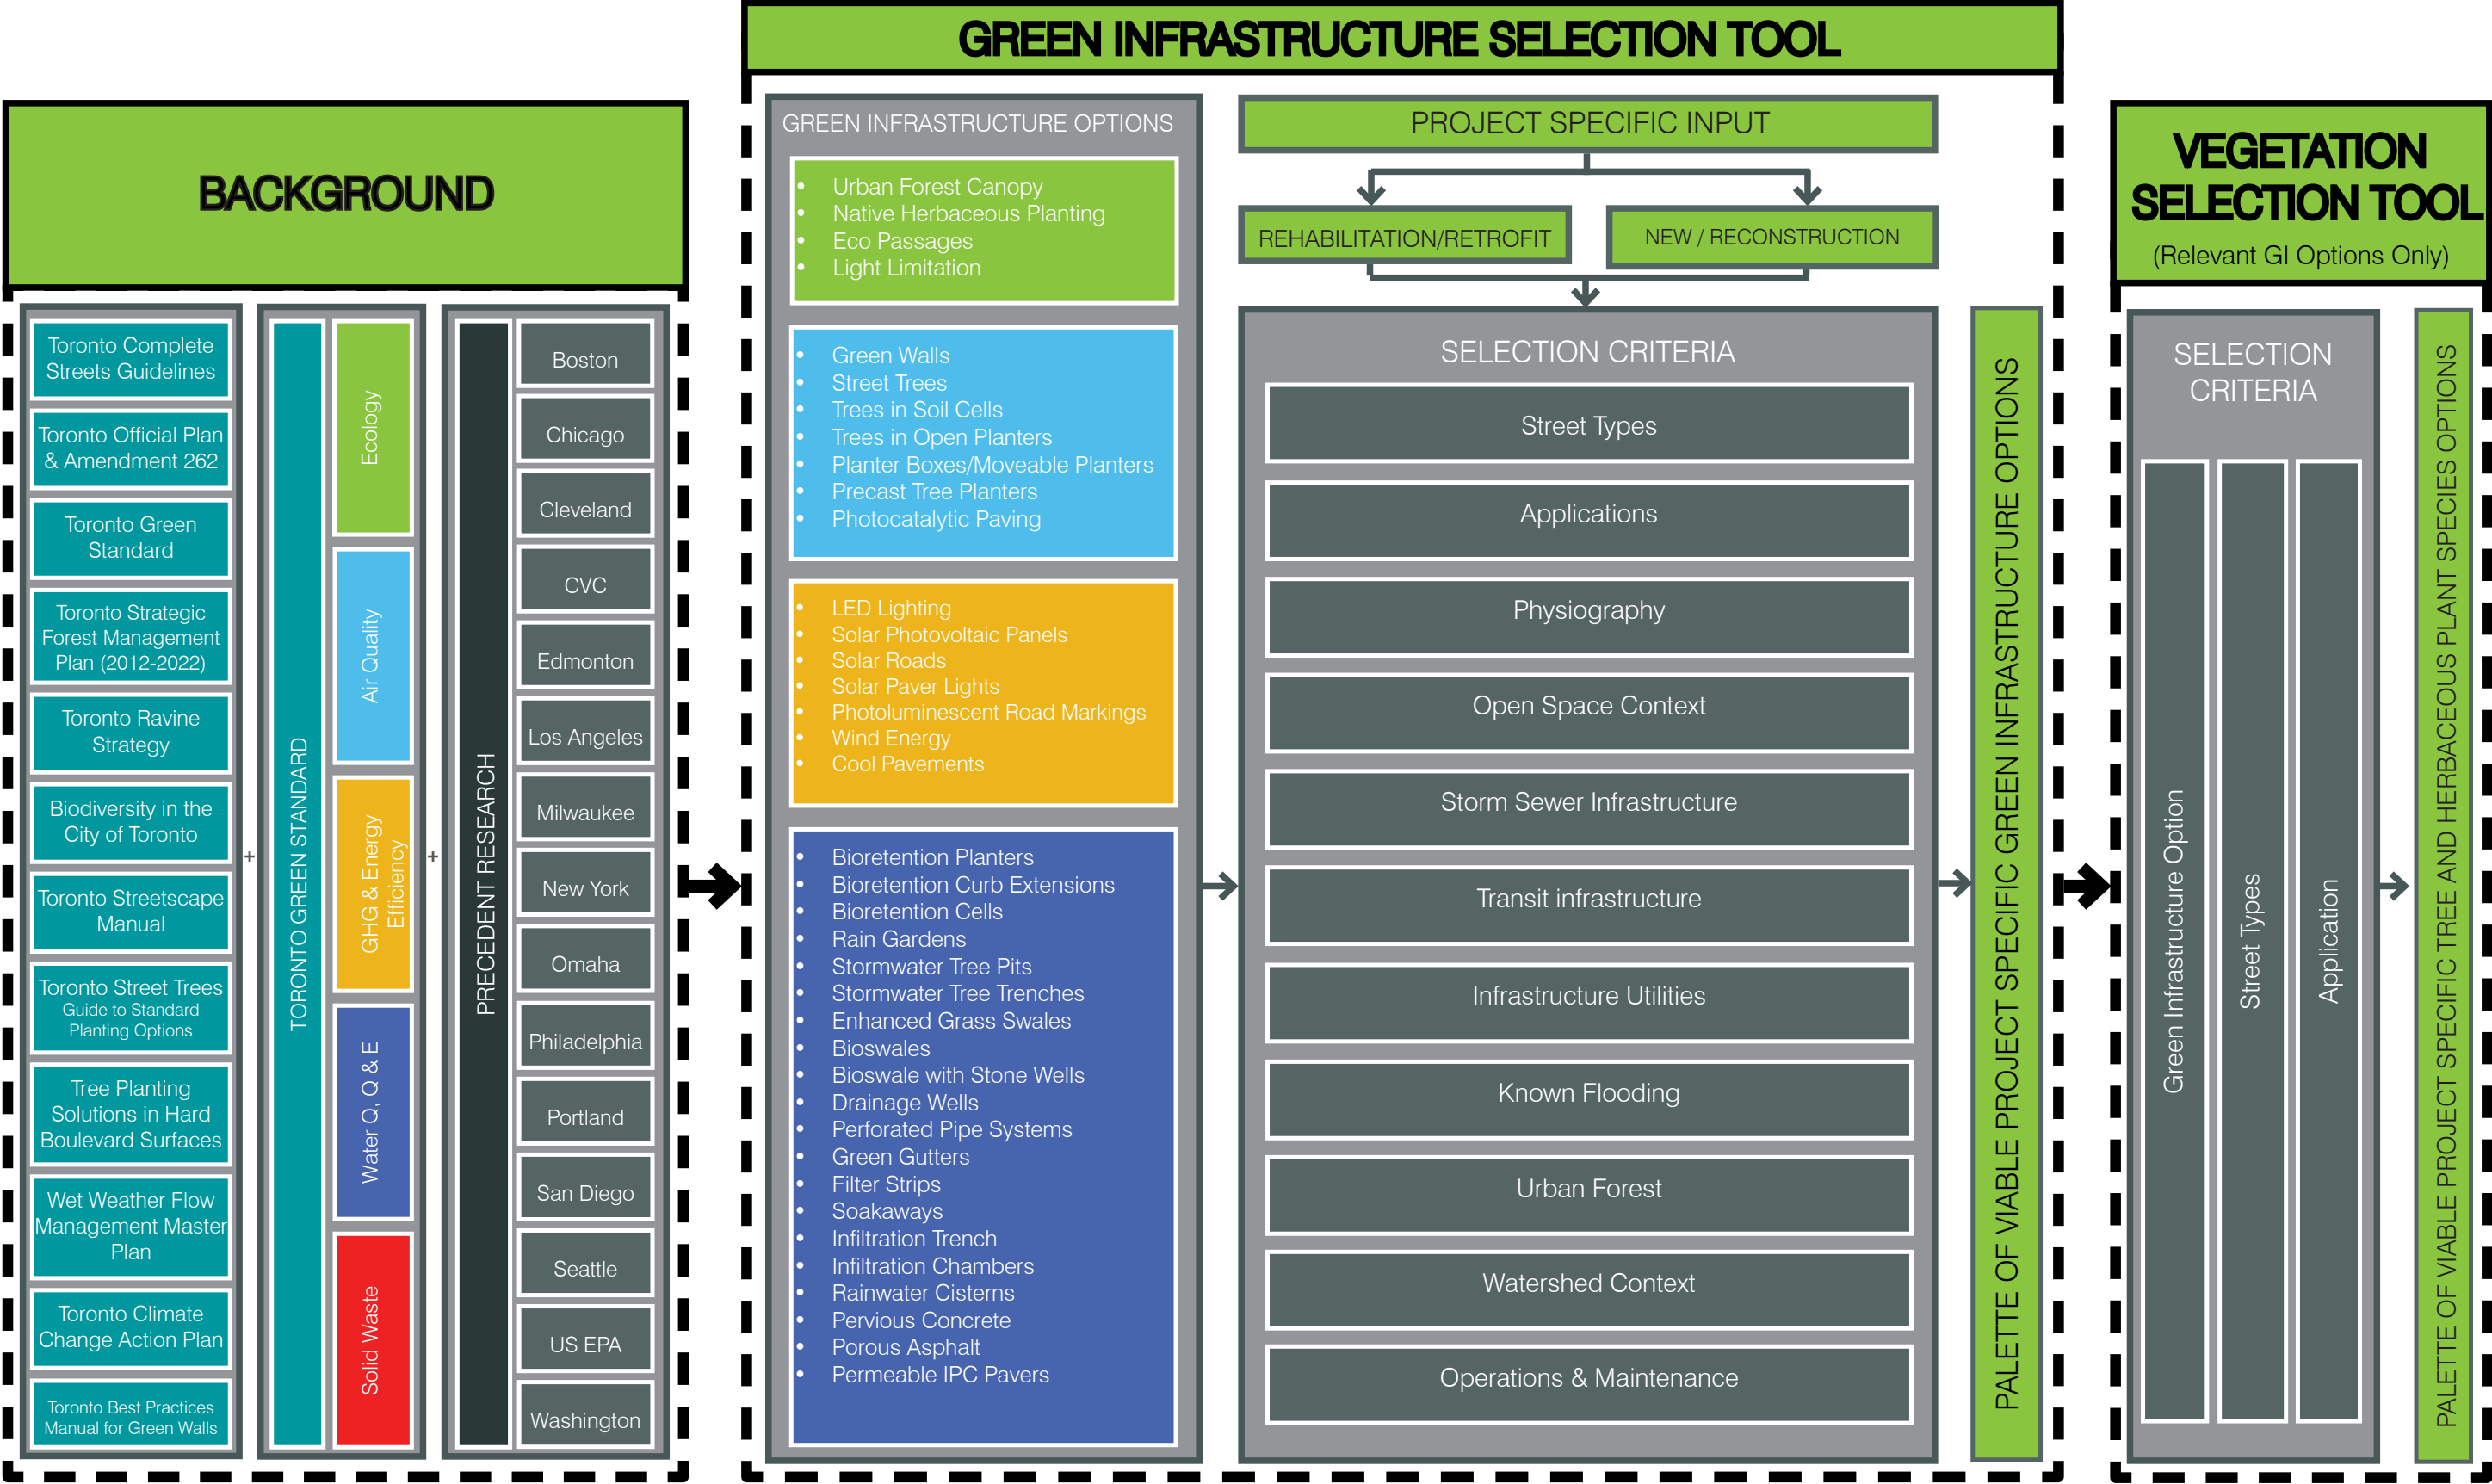 BACKGROUND
Toronto Complete
Streets Guidelines
Toronto Official Plan
& Amendment 262
Toronto Green
Standard
Toronto Strategic
Forest Management
Plan (2012-2022)
Toronto Ravine
Strategy
Biodiversity in the
City of Toronto
Toronto Streetscape
Manual
Toronto Street Trees
Guide to Standard
Planting Options
Tree Planting
Solutions in Hard
Boulevard Surfaces
Wet Weather Flow
Management Master
Plan
Toronto Climate
Change Action Plan
Toronto Best Practices
Manual for Green Walls
+
TORONTO GREEN STANDARD
Ecology
Air Quality
GHG & Energy
Efficiency
Water Q, Q & E
Solid Waste
+
PRECEDENT RESEARCH
Boston
Chicago
Cleveland
CVC
Edmonton
Los Angeles
Milwaukee
New York
Omaha
Philadelphia
Portland
San Diego
Seattle
US EPA
Washington
GREEN INFRASTRUCTURE SELECTION TOOL
GREEN INFRASTRUCTURE OPTIONS
• Urban Forest Canopy
• Native Herbaceous Planting
• Eco Passages
• Light Limitation
• Green Walls
• Street Trees
• Trees in Soil Cells
• Trees in Open Planters
• Planter Boxes/Moveable Planters
• Precast Tree Planters
• Photocatalytic Paving
• LED Lighting
• Solar Photovoltaic Panels
• Solar Roads
• Solar Paver Lights
• Photoluminescent Road Markings
• Wind Energy
• Cool Pavements
• Bioretention Planters
• Bioretention Curb Extensions
• Bioretention Cells
• Rain Gardens
• Stormwater Tree Pits
• Stormwater Tree Trenches
• Enhanced Grass Swales
• Bioswales
• Bioswale with Stone Wells
• Drainage Wells
• Perforated Pipe Systems
• Green Gutters
• Filter Strips
• Soakaways
• Infiltration Trench
• Infiltration Chambers
• Rainwater Cisterns
• Pervious Concrete
• Porous Asphalt
• Permeable IPC Pavers
PROJECT SPECIFIC INPUT
REHABILITATION/RETROFIT
NEW / RECONSTRUCTION
SELECTION CRITERIA
Street Types
Applications
Physiography
Open Space Context
Storm Sewer Infrastructure
Transit infrastructure
Infrastructure Utilities
Known Flooding
Urban Forest
Watershed Context
Operations & Maintenance
PALETTE OF VIABLE PROJECT SPECIFIC GREEN INFRASTRUCTURE OPTIONS
VEGETATION
SELECTION TOOL
(Relevant GI Options Only)
SELECTION
CRITERIA
Green Infrastructure Option
Street Types
Application
PALETTE OF VIABLE PROJECT SPECIFIC TREE AND HERBACEOUS PLANT SPECIES OPTIONS